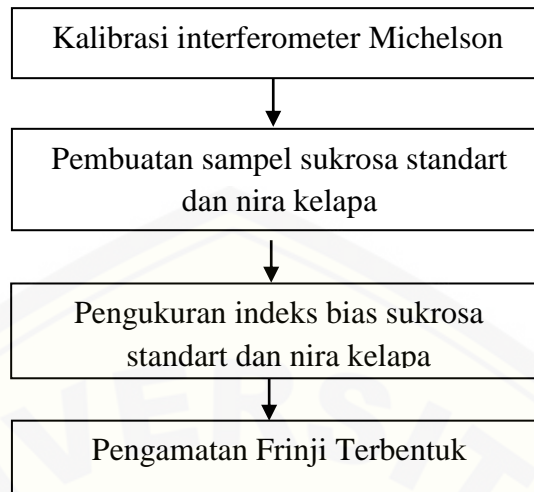 Kalibrasi interferometer Michelson
Pembuatan sampel sukrosa standart
dan nira kelapa
Pengukuran indeks bias sukrosa
standart dan nira kelapa
Pengamatan Frinji Terbentuk
VERSIT